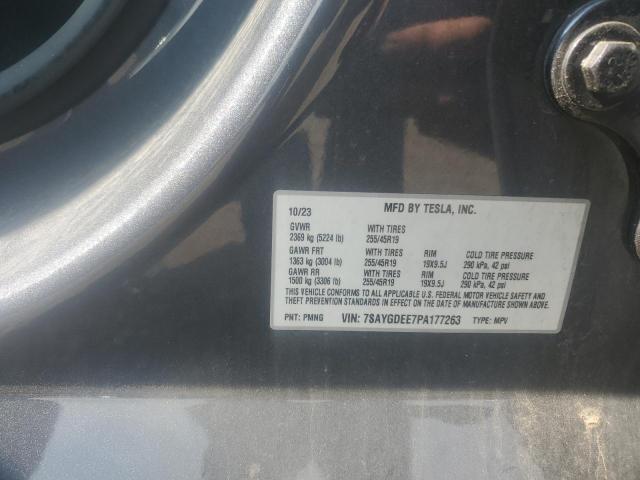 10/23 MFD BY TESLA, INC.
GVWR WITH TIRES
2369 kg (5224 lb) 255/45R19
GAWR FRT WITH TIRES RIM COLD TIRE PRESSURE
1363 kg (3004 lb) 255/45R19 19X9.5J 290 kPa, 42 psi
GAWR RR WITH TIRES RIM COLD TIRE PRESSURE
1500 kg (3306 lb) 255/45R19 19X9.5J 290 kPa, 42 psi
THIS VEHICLE CONFORMS TO ALL APPLICABLE U.S. FEDERAL MOTOR VEHICLE SAFETY AND
THEFT PREVENTION STANDARDS IN EFFECT ON THE DATE OF MANUFACTURE SHOWN ABOVE.
PNT: PMNG VIN: 7SAYGDEE7PA177263 TYPE: MPV